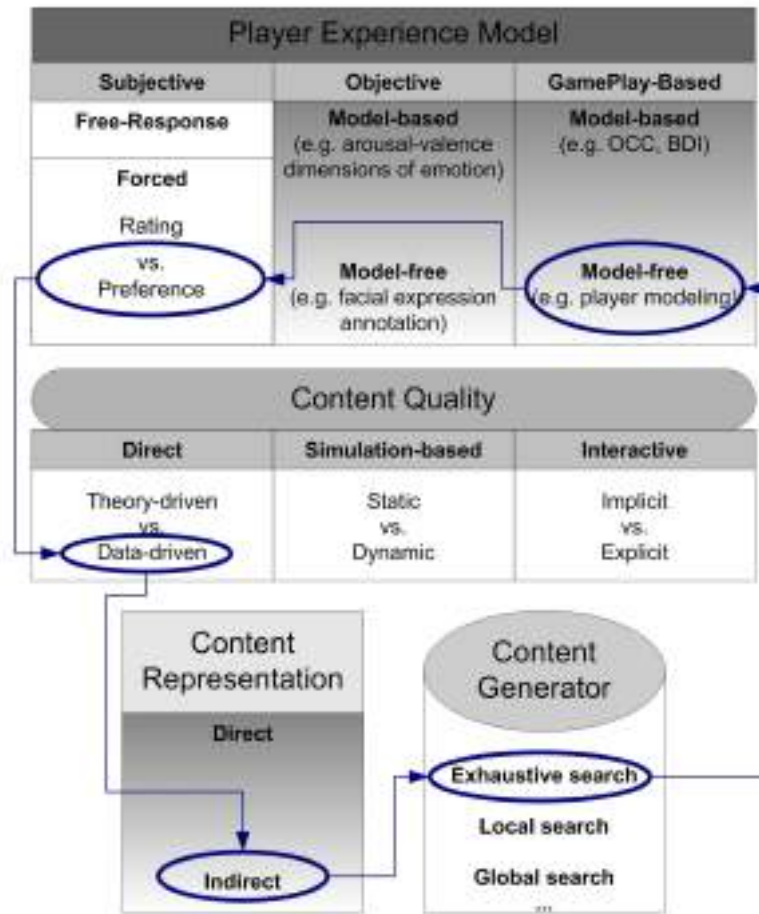 Player Experience Model
Subjective
Objective
GamePlay-Based
Free-Response
Forced
Rating
vs.
Preference
Model-based
(e.g. arousal-valence
dimensions of emotion)
Model-free
(e.g. facial expression
annotation)
Model-based
(e.g. OCC, BDI)
Model-free
(e.g. player modeling)
Content Quality
Direct
Simulation-based
Interactive
Theory-driven
vs.
Data-driven
Static
vs.
Dynamic
Implicit
vs.
Explicit
Content
Representation
Direct
Indirect
Content
Generator
Exhaustive search
Local search
Global search
...